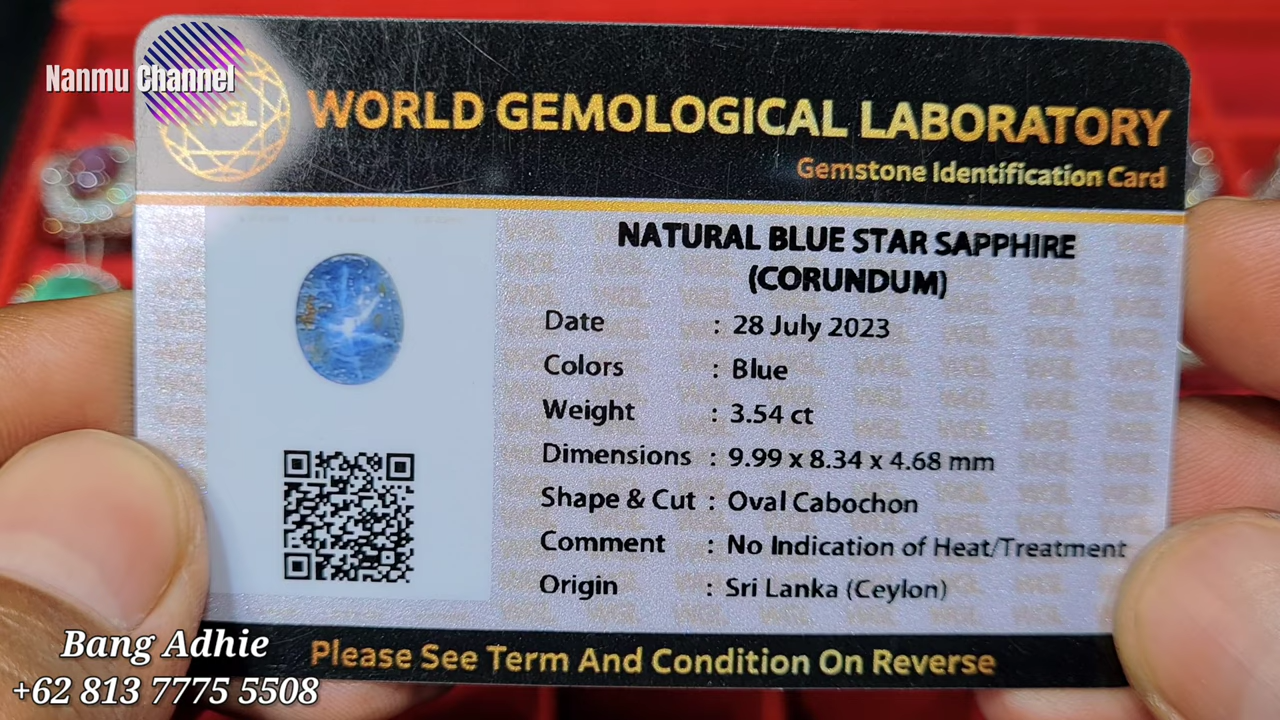 Nanmu Channel
WGL
WORLD GEMOLOGICAL LABORATORY
Gemstone Identification Card
NATURAL BLUE STAR SAPPHIRE
(CORUNDUM)
Date : 28 July 2023
Colors : Blue
Weight : 3.54 ct
Dimensions : 9.99 x 8.34 x 4.68 mm
Shape & Cut : Oval Cabochon
Comment : No Indication of Heat/Treatment
Origin : Sri Lanka (Ceylon)
Please See Term And Condition On Reverse
Bang Adhie
+62 813 7775 5508